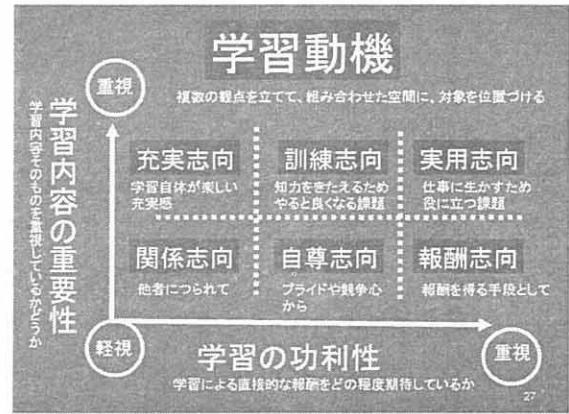 学習動機
複数の観点を立てて、組み合わせた空間に、対象を位置づける
重視
学習内容の重要性
学習内容そのものを重視しているかどうか
充実志向
学習自体が楽しい
充実感
訓練志向
知力をきたえるため
やると良くなる課題
実用志向
仕事に生かすため
役に立つ課題
関係志向
他者につられて
自尊志向
プライドや競争心
から
報酬志向
報酬を得る手段として
軽視
学習の功利性
重視
学習による直接的な報酬をどの程度期待しているか
27